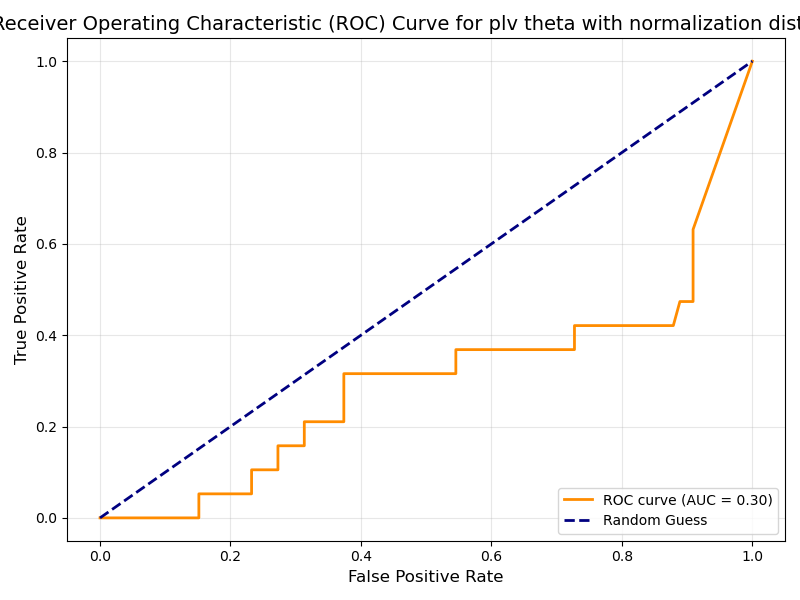 Receiver Operating Characteristic (ROC) Curve for plv theta with normalization dist
1.0
0.8
0.6
0.4
0.2
0.0
True Positive Rate
ROC curve (AUC = 0.30)
Random Guess
0.0 0.2 0.4 0.6 0.8 1.0
False Positive Rate